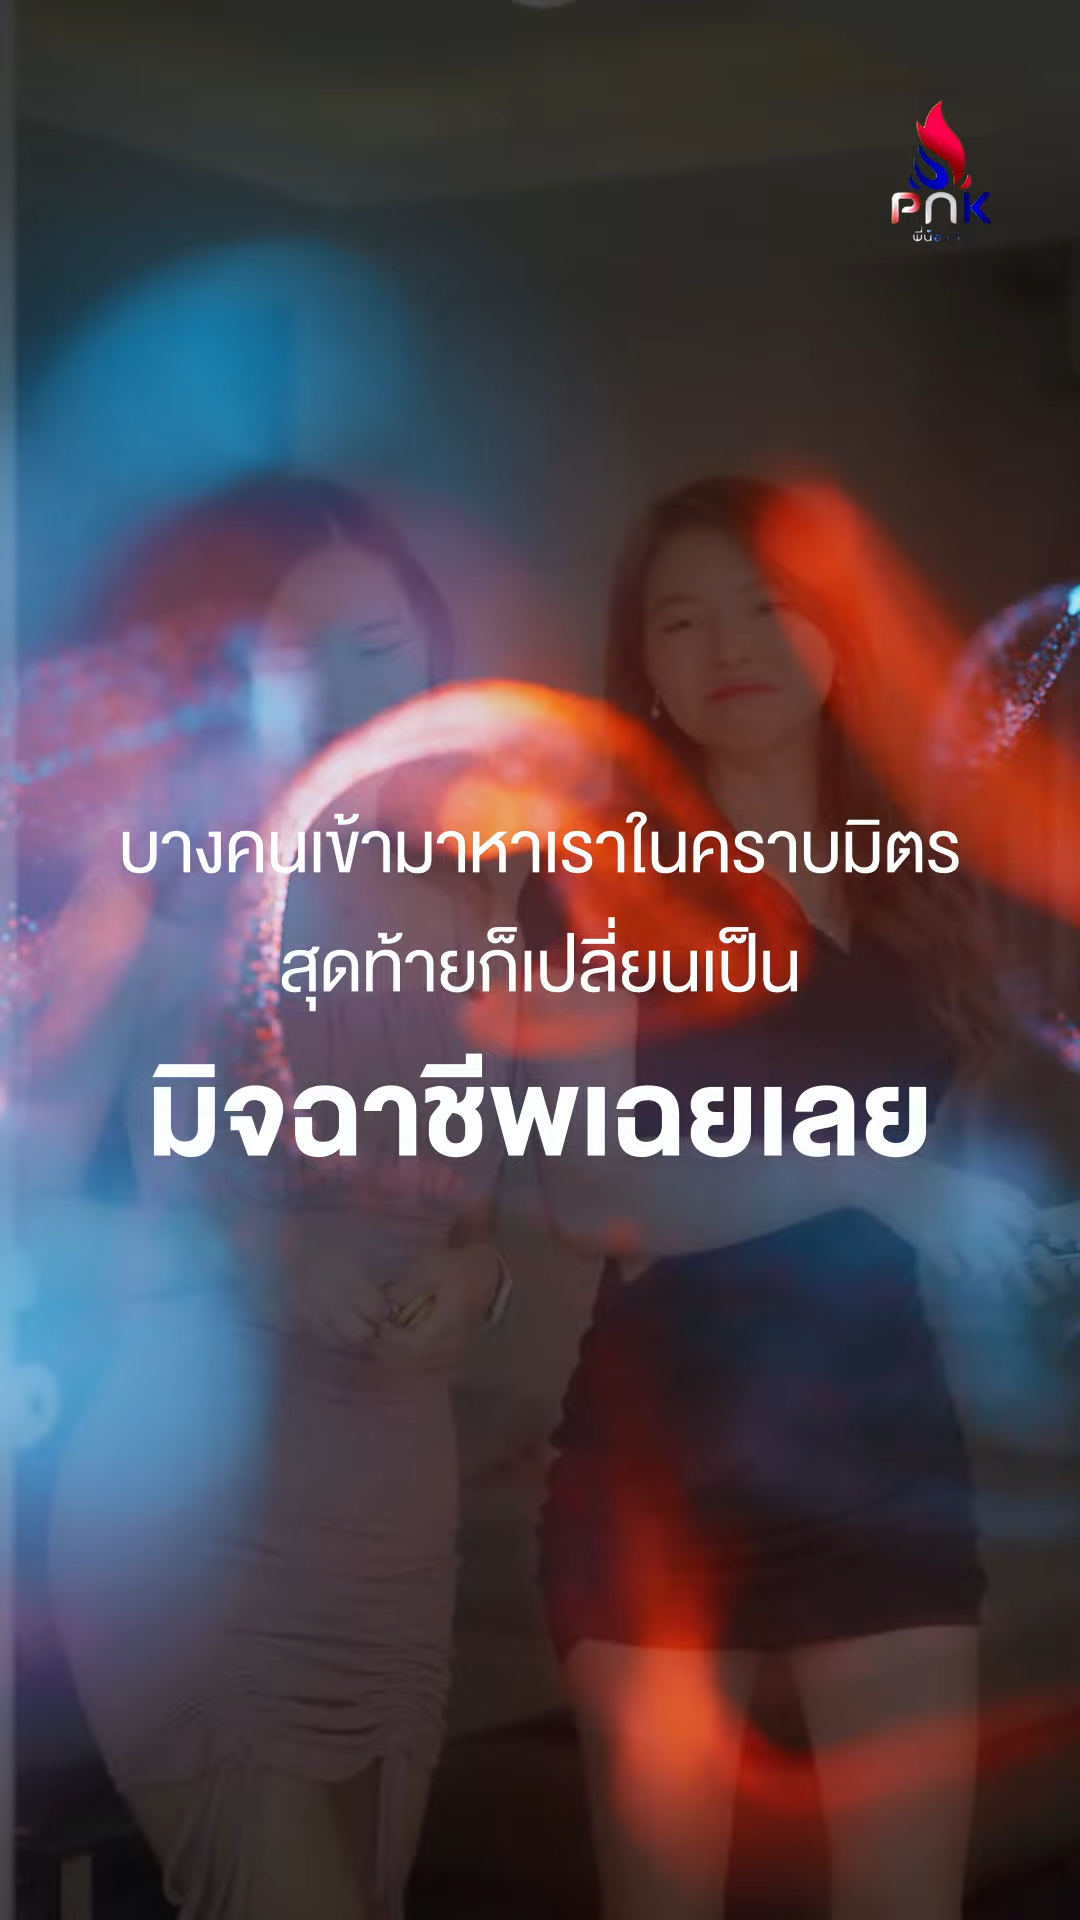 PNK
บางคนเข้ามาหาเราในคราบมิตร
สุดท้ายก็เปลี่ยนเป็น
มิจฉาชีพเฉยเลย